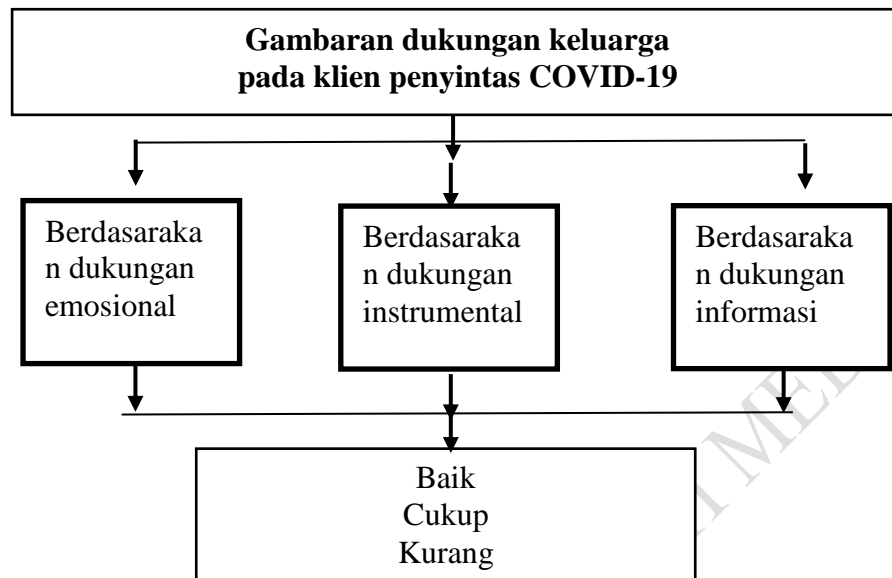 Gambaran dukungan keluarga
pada klien penyintas COVID-19
Berdasaraka
n dukungan
emosional
Berdasaraka
n dukungan
instrumental
Berdasaraka
n dukungan
informasi
Baik
Cukup
Kurang